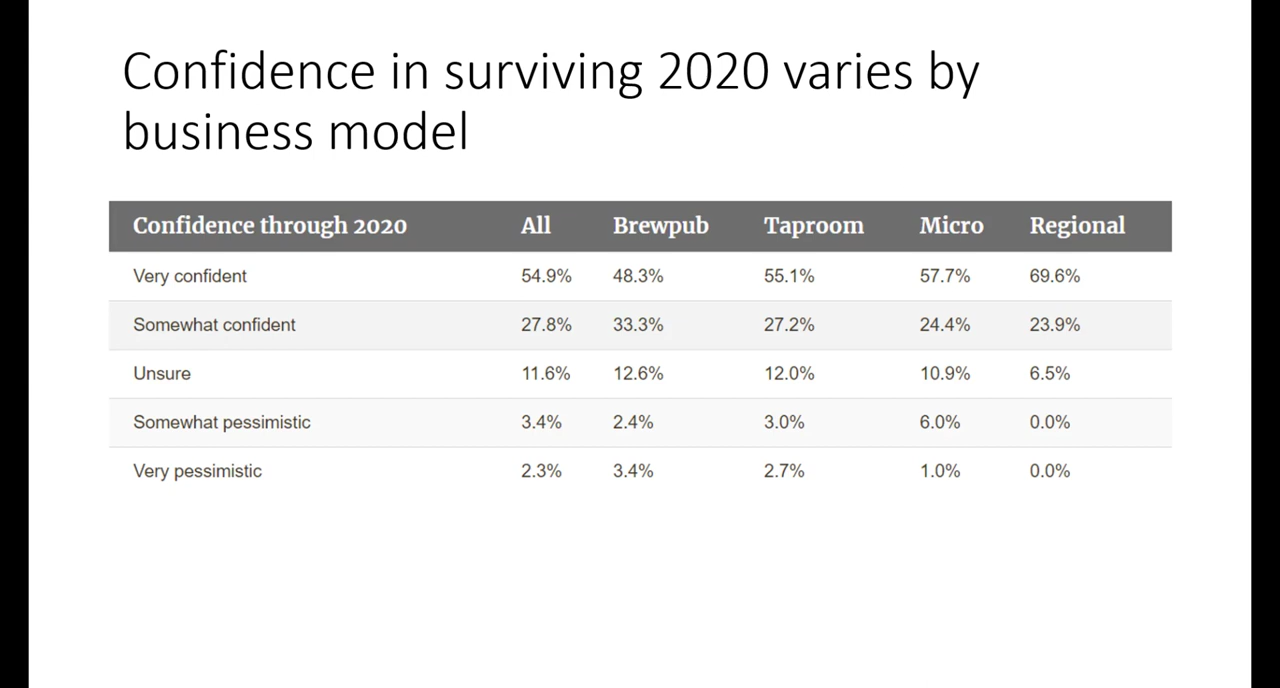 Confidence in surviving 2020 varies by
business model
Confidence through 2020 All Brewpub Taproom Micro Regional
Very confident 54.9% 48.3% 55.1% 57.7% 69.6%
Somewhat confident 27.8% 33.3% 27.2% 24.4% 23.9%
Unsure 11.6% 12.6% 12.0% 10.9% 6.5%
Somewhat pessimistic 3.4% 2.4% 3.0% 6.0% 0.0%
Very pessimistic 2.3% 3.4% 2.7% 1.0% 0.0%